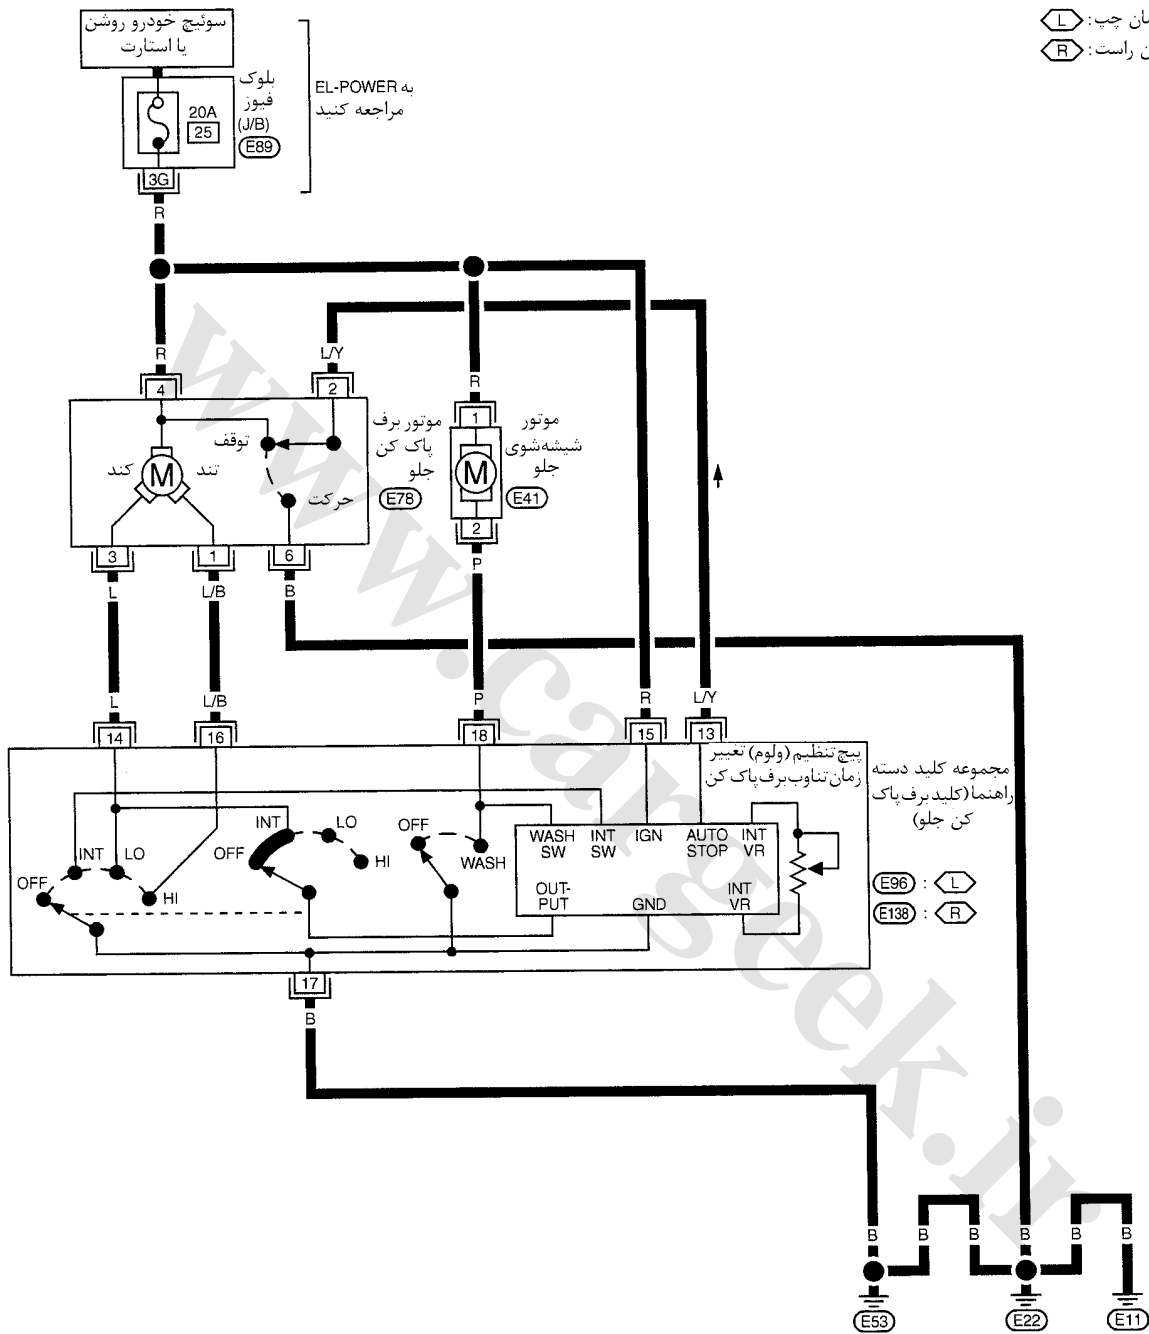 سوئیچ خودرو روشن
یا استارت
بلوک
فیوز
(J/B)
E89
20A
25
3G
به EL-POWER
مراجعه کنید
چپ: L
راست: R
R
R
L/Y
R
4
2
1
توقف
تند
کند
M
حرکت
موتور برف
پاک کن
جلو
E78
M
موتور
شیشه‌شوی
جلو
E41
3
1
6
2
L
L/B
B
P
L
L/B
P
R
L/Y
14
16
18
15
13
پیچ تنظیم (ولوم) تغییر
زمان تناوب برف پاک کن
مجموعه کلید دسته
راهنما (کلید برف پاک
کن جلو)
E96 : L
E138 : R
OFF
INT
LO
HI
OFF
INT
LO
HI
OFF
WASH
WASH SW
INT SW
IGN
AUTO STOP
INT VR
OUT-PUT
GND
INT VR
17
B
B
B
B
B
B
B
E53
E22
E11
www.cargeek.ir